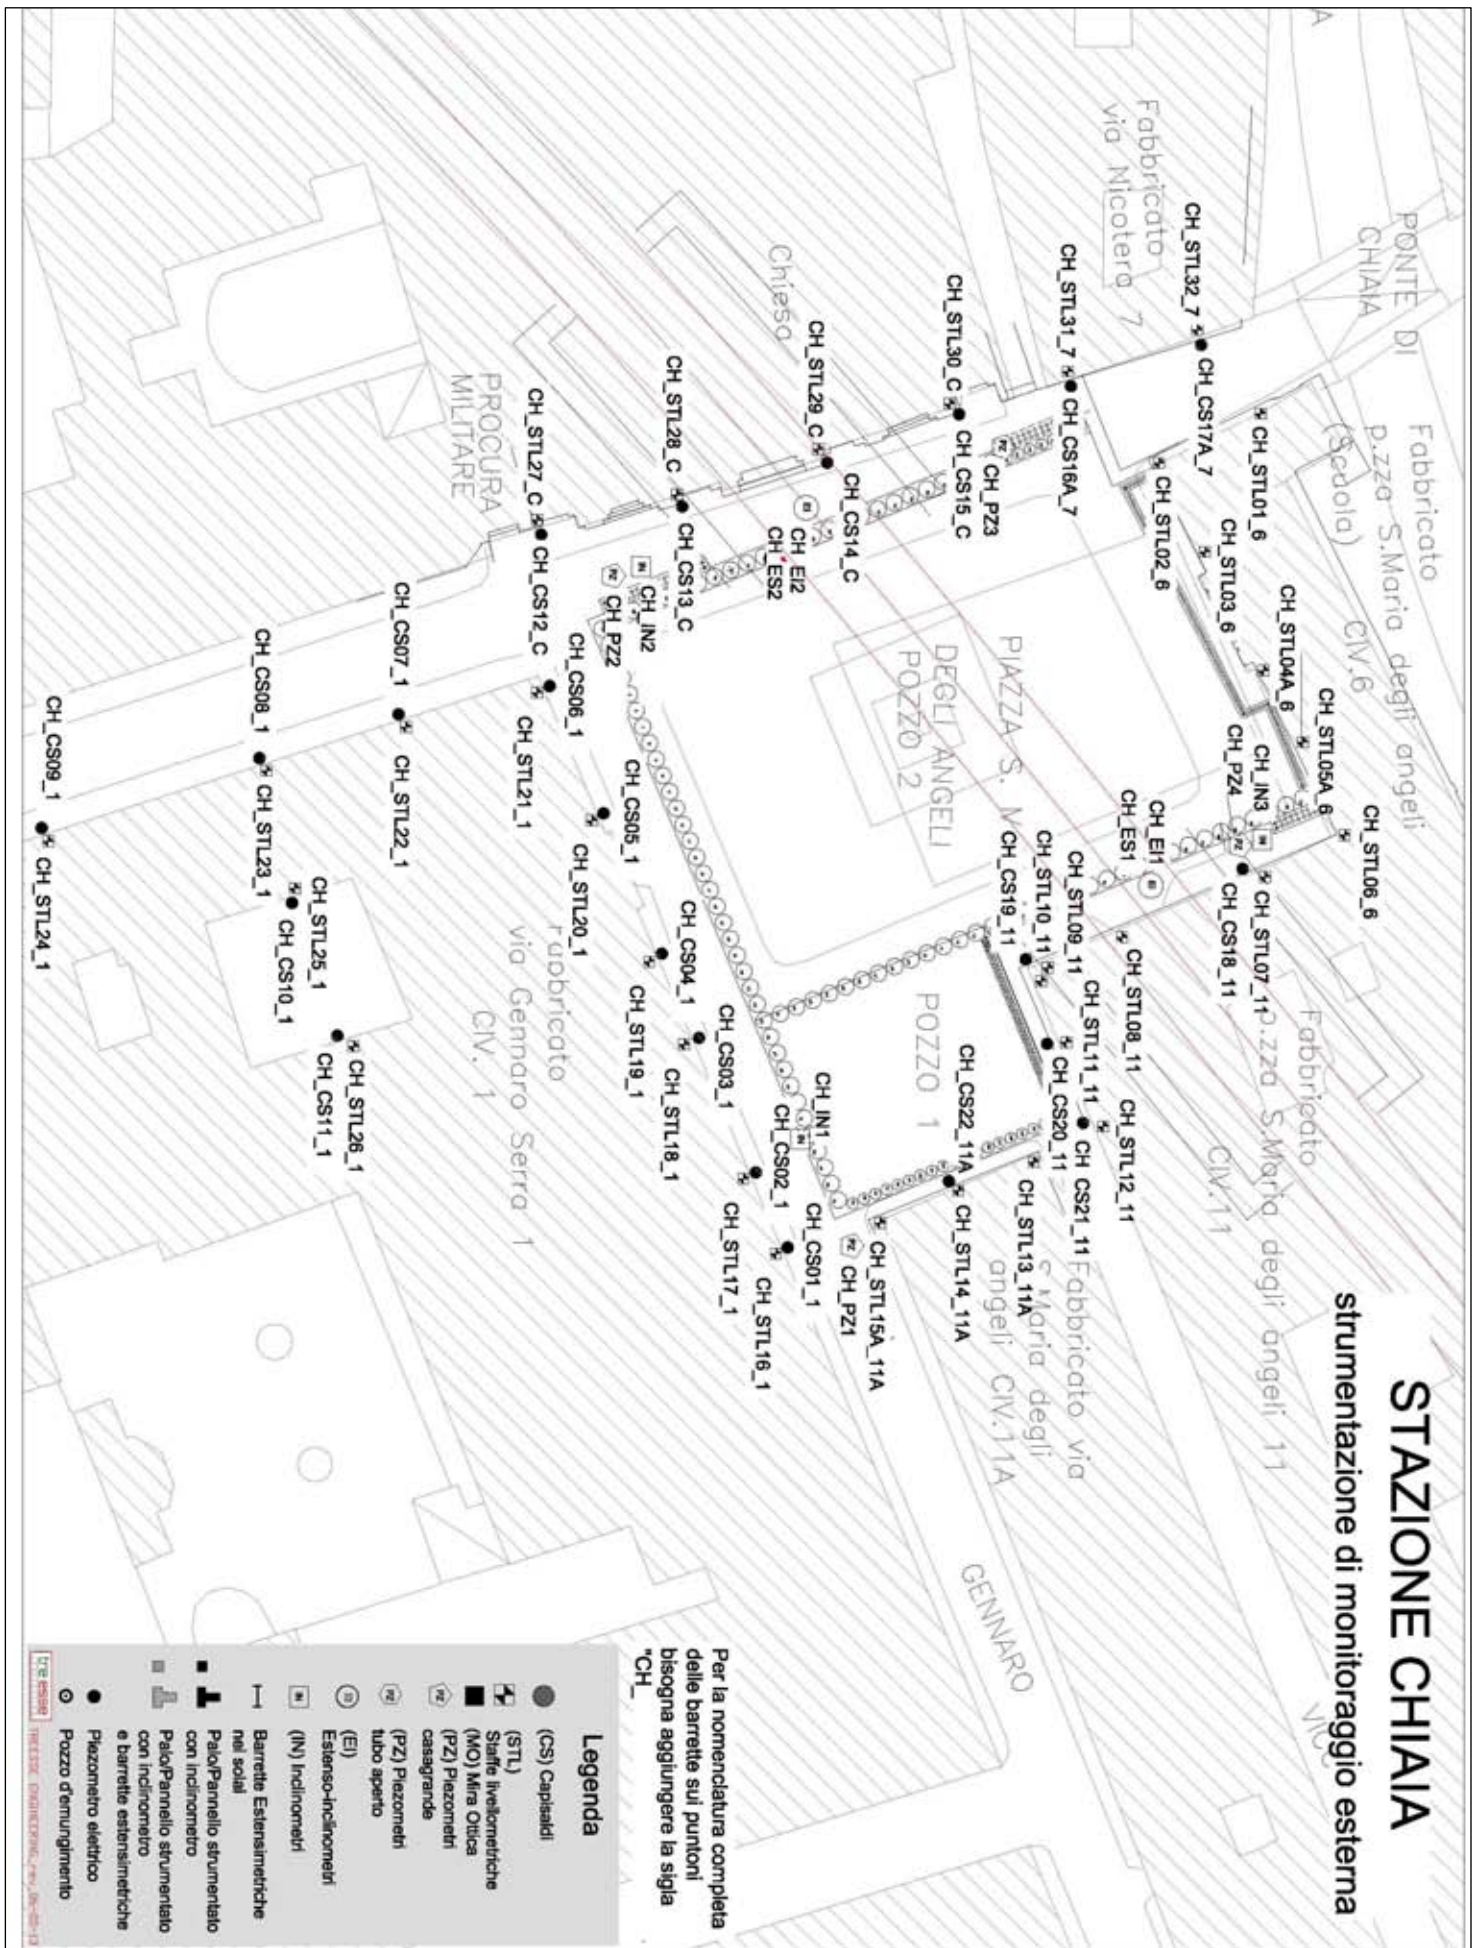 STAZIONE CHIAIA
strumentazione di monitoraggio esterna
PONTE DI
CHIAIA
Fabbricato
p.zza S.Maria degli angeli
(Scuola) CIV.6
Fabbricato
via Nicotera 7
CH_STL32_7
CH_CS17A_7
CH_STL01_6
CH_STL02_6
CH_STL03_6
CH_STL04A_6
CH_STL05A_6
CH_STL06_6
CH_STL31_7
CH_CS16A_7
CH_STL30_C
CH_CS15_C
CH_PZ3
Chiesa
CH_STL29_C
CH_CS14_C
CH_EI2
CH_ES2
CH_STL28_C
CH_CS13_C
CH_IN2
CH_PZ2
PROCURA
MILITARE
CH_STL27_C
CH_CS12_C
PIAZZA S. M
DEGLI ANGELI
POZZO 2
CH_IN3
CH_PZ4
CH_EI1
CH_ES1
CH_STL07_11
CH_CS18_11
CH_STL08_11
CH_STL09_11
CH_STL10_11
CH_CS19_11
CH_STL11_11
CH_CS20_11
CH_STL12_11
CH_CS21_11
CH_STL13_11A
CH_CS22_11A
CH_STL14_11A
CH_STL15A_11A
CH_PZ1
Fabbricato
p.zza S.Maria degli angeli 11
CIV.11
Fabbricato via
S Maria degli
angeli CIV.11A
POZZO 1
CH_IN1
CH_CS01_1
CH_STL16_1
CH_CS02_1
CH_STL17_1
CH_CS03_1
CH_STL18_1
CH_CS04_1
CH_STL19_1
CH_CS05_1
CH_STL20_1
CH_CS06_1
CH_STL21_1
CH_CS07_1
CH_STL22_1
CH_CS08_1
CH_STL23_1
CH_CS09_1
CH_STL24_1
CH_STL25_1
CH_CS10_1
CH_STL26_1
CH_CS11_1
Fabbricato
via Gennaro Serra 1
CIV. 1
GENNARO
VICO
Per la nomenclatura completa
delle barrette sui puntoni
bisogna aggiungere la sigla
"CH_
Legenda
(CS) Capisaldi
(STL)
Staffe livellometriche
(MO) Mira Ottica
(PZ) Piezometri
casagrande
(PZ) Piezometri
tubo aperto
(EI)
Estenso-inclinometri
(IN) Inclinometri
Barrette Estensimetriche
nei solai
Palo/Pannello strumentato
con inclinometro
Palo/Pannello strumentato
con inclinometro
e barrette estensimetriche
Piezometro elettrico
Pozzo d'emungimento
tre esse